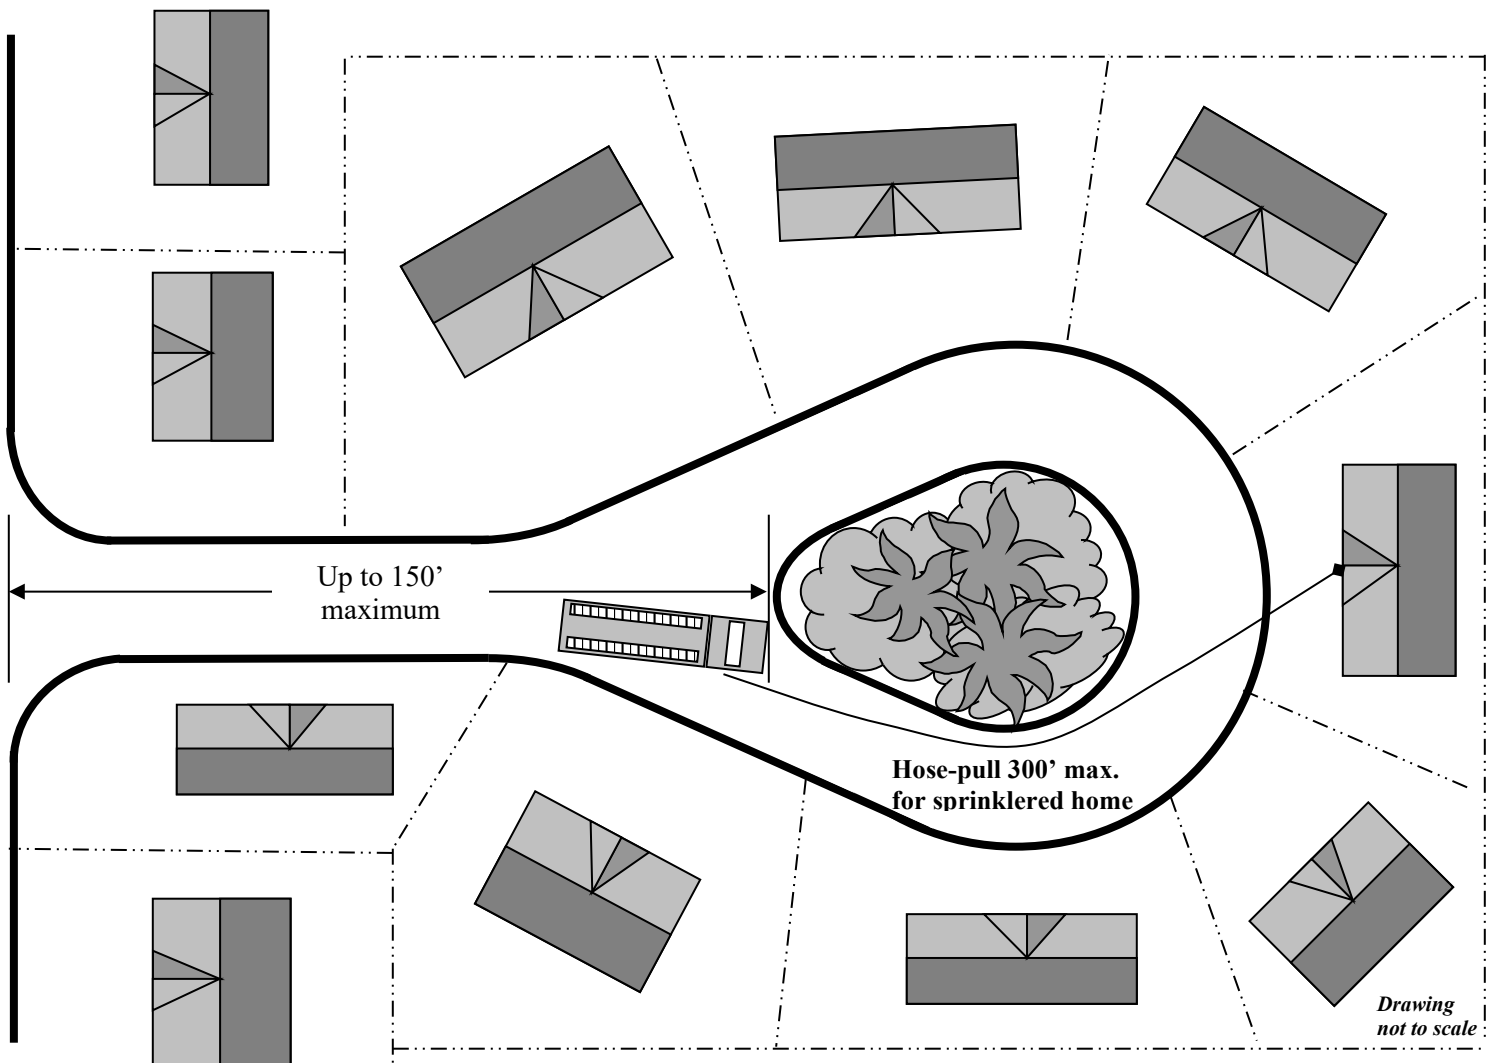 Up to 150’
maximum
Hose-pull 300’ max.
for sprinklered home
Drawing
not to scale